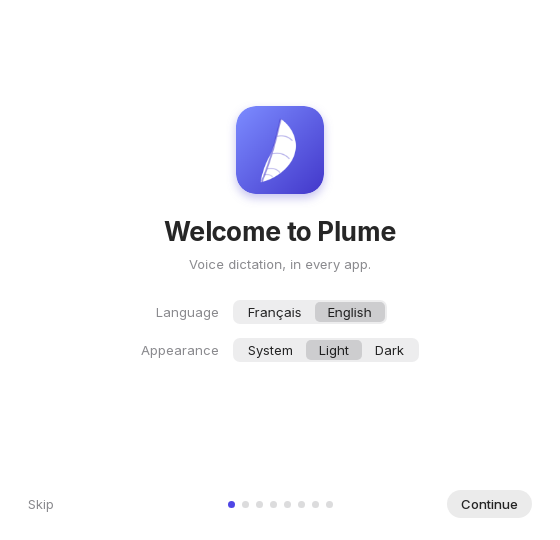 Welcome to Plume
Voice dictation, in every app.
Language Français English
Appearance System Light Dark
Skip Continue